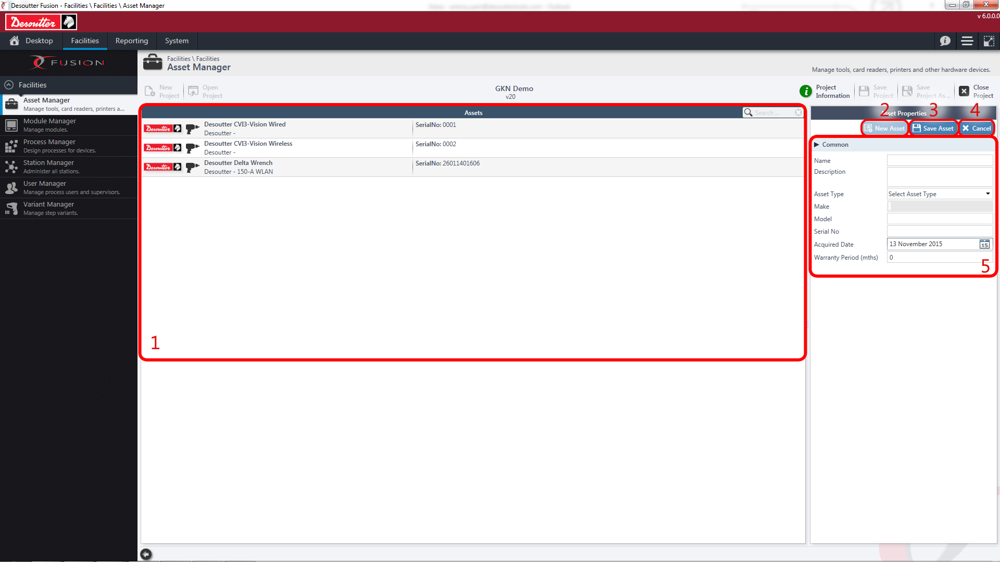 Desoutter Fusion - Facilities \ Facilities \ Asset Manager
v 6.0.0.0
Desoutter
Desktop Facilities Reporting System
FUSION
Facilities \ Facilities
Asset Manager
Manage tools, card readers, printers and other hardware devices.
Facilities
Asset Manager
Manage tools, card readers, printers a...
Module Manager
Manage modules.
Process Manager
Design processes for devices.
Station Manager
Administer all stations.
User Manager
Manage process users and supervisors.
Variant Manager
Manage step variants.
New
Project
Open
Project
GKN Demo
v20
Project
Information
Save
Project
Save
Project As ..
Close
Project
Assets
Search ...
Desoutter
Desoutter CVI3-Vision Wired
Desoutter -
SerialNo: 0001
Desoutter
Desoutter CVI3-Vision Wireless
Desoutter -
SerialNo: 0002
Desoutter
Desoutter Delta Wrench
Desoutter - 150-A WLAN
SerialNo: 26011401606
1
2 3 4
Asset Properties
New Asset Save Asset Cancel
Common
Name
Description
Asset Type Select Asset Type
Make
Model
Serial No
Acquired Date 13 November 2015 15
Warranty Period (mths) 0
5